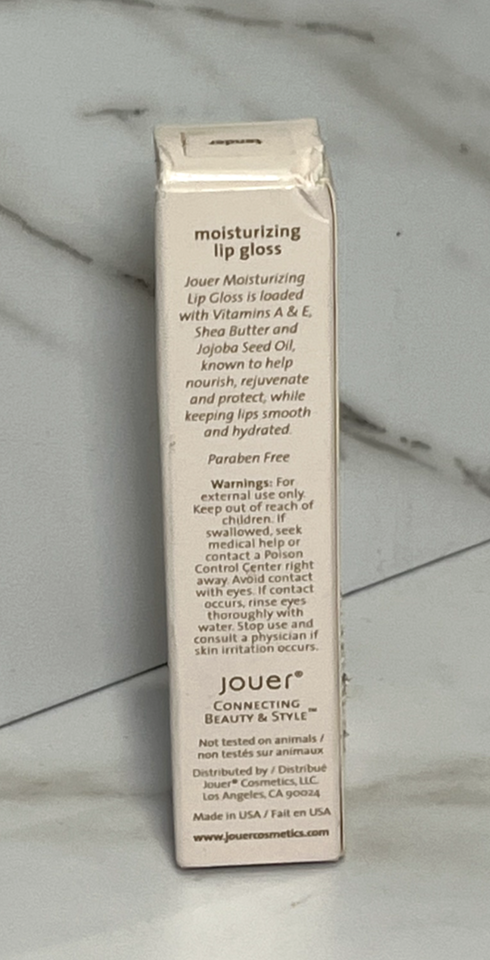 tender
moisturizing
lip gloss
Jouer Moisturizing
Lip Gloss is loaded
with Vitamins A & E,
Shea Butter and
Jojoba Seed Oil,
known to help
nourish, rejuvenate
and protect, while
keeping lips smooth
and hydrated.
Paraben Free
Warnings: For
external use only.
Keep out of reach of
children. If
swallowed, seek
medical help or
contact a Poison
Control Center right
away. Avoid contact
with eyes. If contact
occurs, rinse eyes
thoroughly with
water. Stop use and
consult a physician if
skin irritation occurs.
Jouer®
CONNECTING
BEAUTY & STYLE™
Not tested on animals /
non testés sur animaux
Distributed by / Distribué
Jouer® Cosmetics, LLC.
Los Angeles, CA 90024
Made in USA / Fait en USA
www.jouercosmetics.com